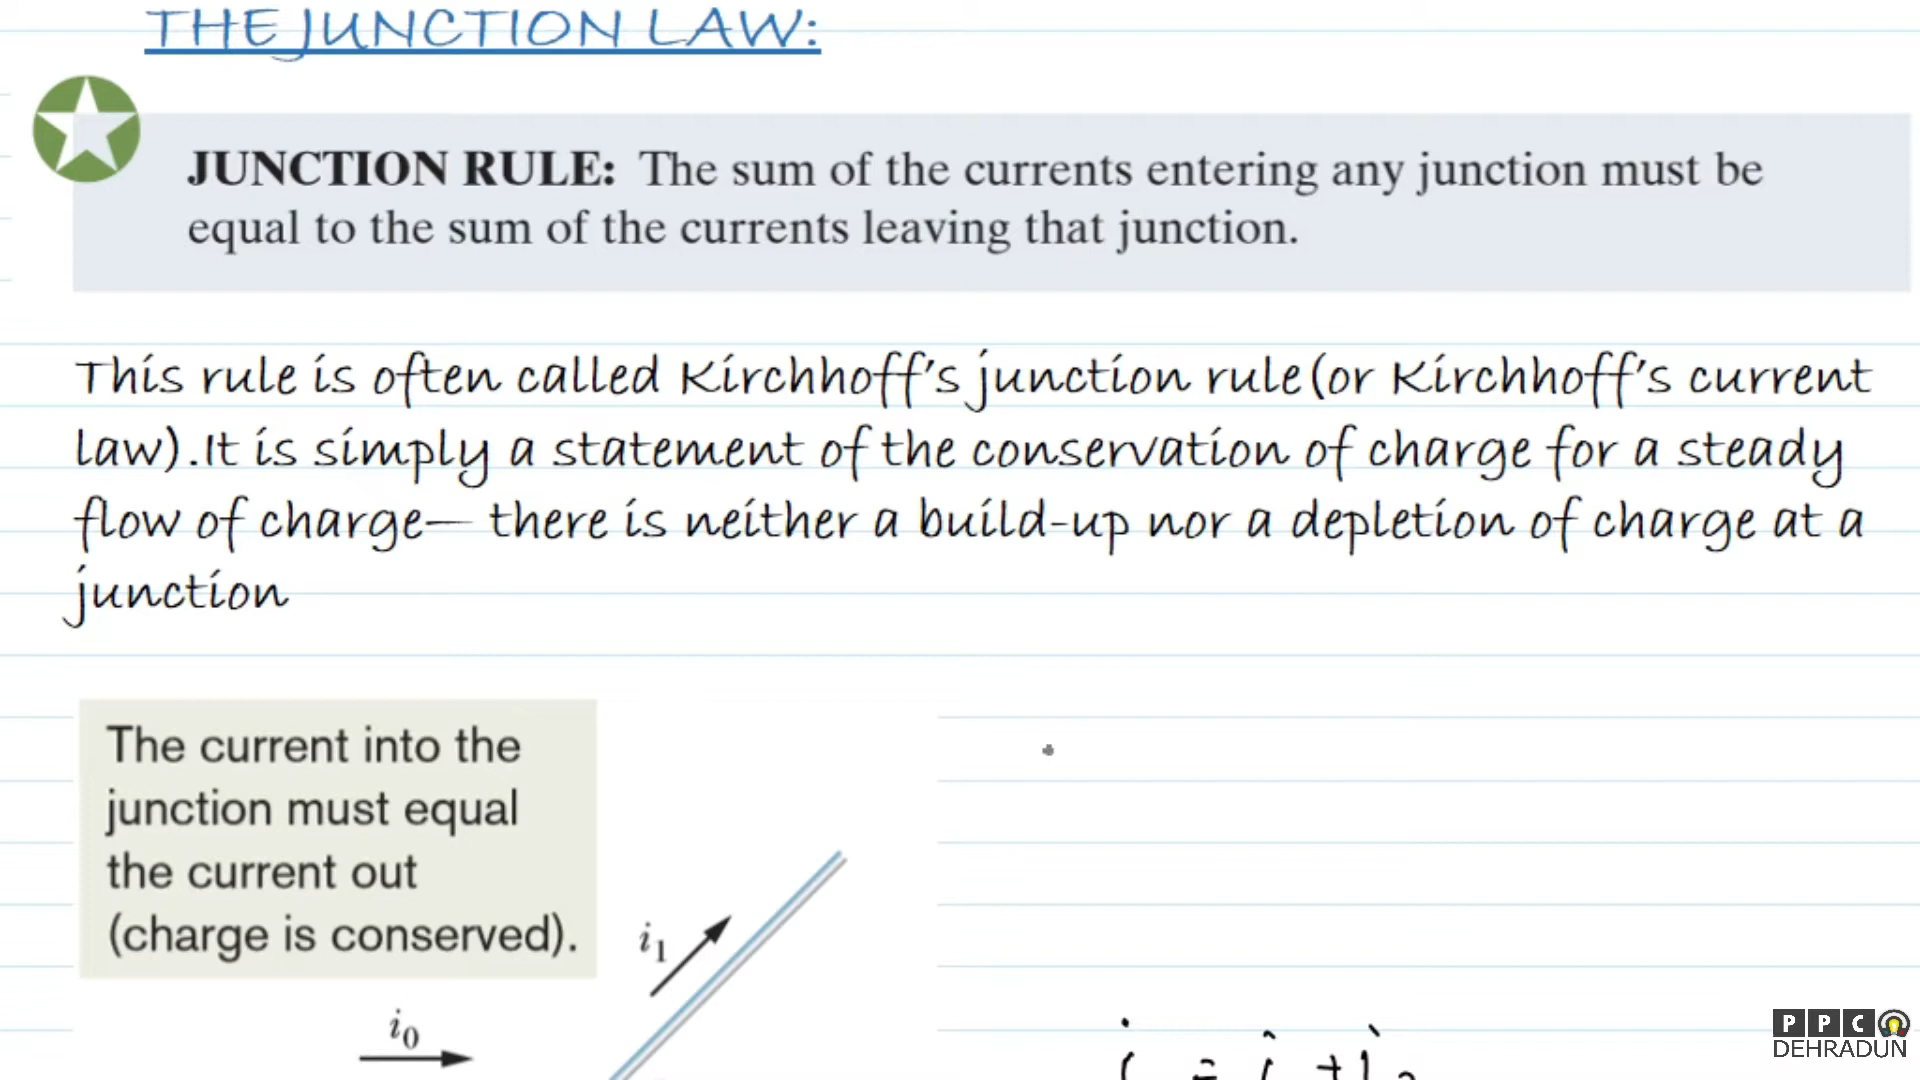 THE JUNCTION LAW:
JUNCTION RULE: The sum of the currents entering any junction must be
equal to the sum of the currents leaving that junction.
This rule is often called Kirchhoff's junction rule(or Kirchhoff's current
law).It is simply a statement of the conservation of charge for a steady
flow of charge— there is neither a build-up nor a depletion of charge at a
junction
The current into the
junction must equal
the current out
(charge is conserved).
i1
i0
PPC
DEHRADUN